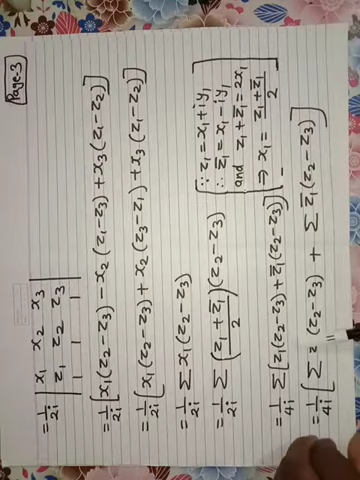 Page-3
= 1/2i | x₁ x₂ x₃ |
| z₁ z₂ z₃ |
| 1 1 1 |
= 1/2i [x₁(z₂-z₃) - x₂(z₁-z₃) + x₃(z₁-z₂)]
= 1/2i [x₁(z₂-z₃) + x₂(z₃-z₁) + x₃(z₁-z₂)]
= 1/2i Σ x₁(z₂-z₃)
= 1/2i Σ ((z₁+z̄₁)/2)(z₂-z₃)
[∵ z₁ = x₁+iy₁
∴ z̄₁ = x₁-iy₁
and z₁+z̄₁ = 2x₁
⇒ x₁ = (z₁+z̄₁)/2]
= 1/4i Σ[z₁(z₂-z₃) + z̄₁(z₂-z₃)]
= 1/4i [Σ z (z₂-z₃) + Σ z̄₁(z₂-z₃)]